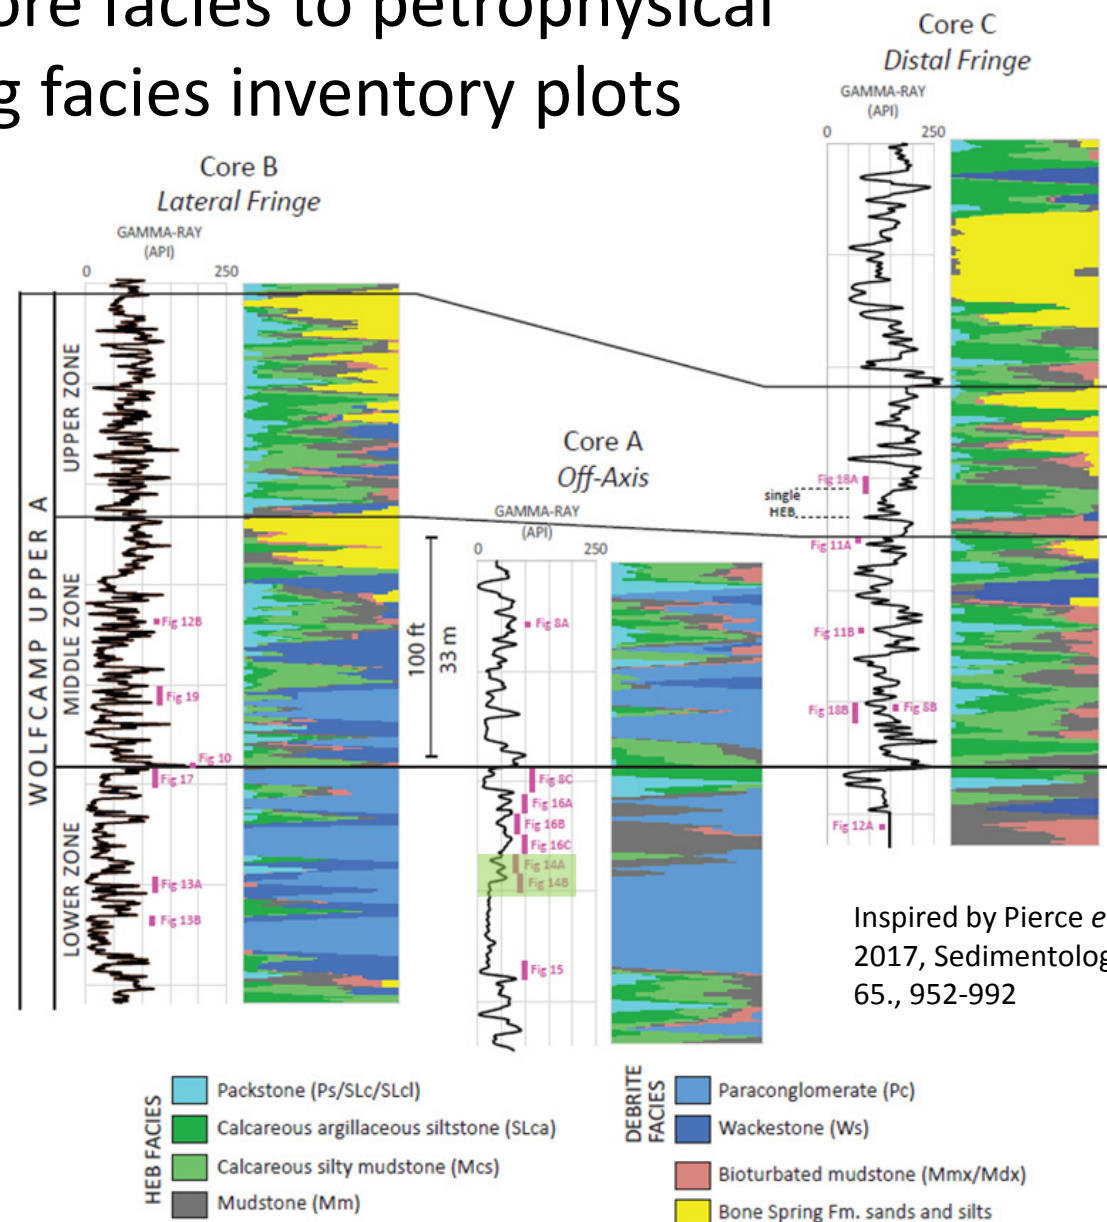 ore facies to petrophysical
g facies inventory plots
Core C
Distal Fringe
GAMMA-RAY
(API)
0 250
Core B
Lateral Fringe
GAMMA-RAY
(API)
0 250
Core A
Off-Axis
GAMMA-RAY
(API)
0 250
WOLFCAMP UPPER A
UPPER ZONE
MIDDLE ZONE
LOWER ZONE
100 ft
33 m
Fig 12B
Fig 19
Fig 10
Fig 17
Fig 13A
Fig 13B
Fig 8A
Fig 8C
Fig 16A
Fig 16B
Fig 16C
Fig 14A
Fig 14B
Fig 15
Fig 18A
single
HEB
Fig 11A
Fig 11B
Fig 18B
Fig 8B
Fig 12A
Inspired by Pierce e
2017, Sedimentolog
65., 952-992
HEB FACIES
Packstone (Ps/SLc/SLcl)
Calcareous argillaceous siltstone (SLca)
Calcareous silty mudstone (Mcs)
Mudstone (Mm)
DEBRITE
FACIES
Paraconglomerate (Pc)
Wackestone (Ws)
Bioturbated mudstone (Mmx/Mdx)
Bone Spring Fm. sands and silts